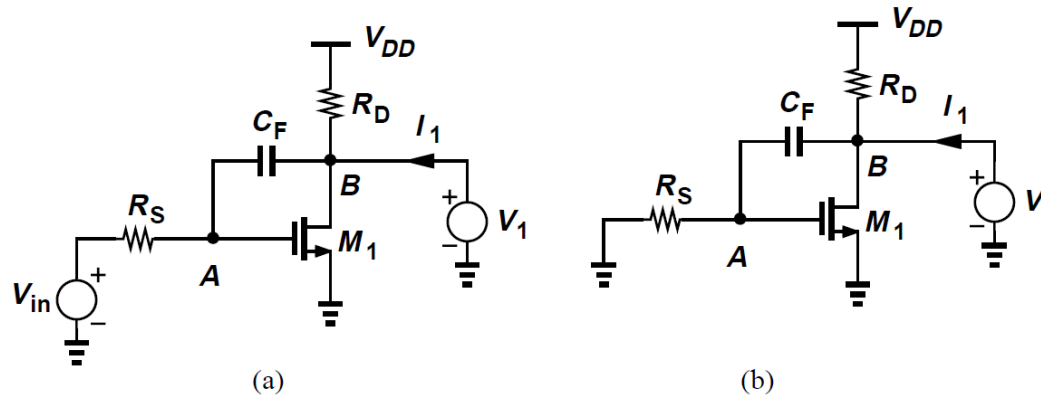 V_DD
R_D
C_F
I_1
B
R_S
M_1
V_1
A
V_in
+
−
+
−
(a)
V_DD
R_D
C_F
I_1
B
R_S
M_1
V
A
+
−
(b)